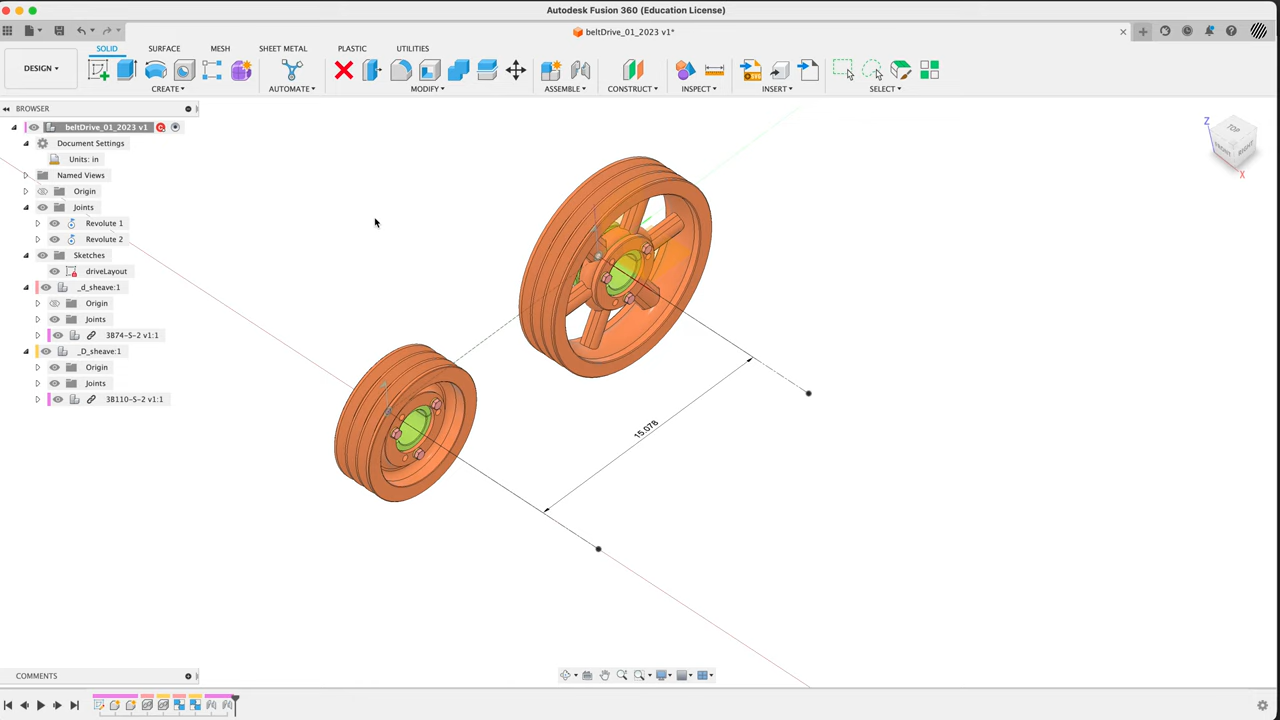 Autodesk Fusion 360 (Education License)
beltDrive_01_2023 v1*
DESIGN
SOLID SURFACE MESH SHEET METAL PLASTIC UTILITIES
CREATE AUTOMATE MODIFY ASSEMBLE CONSTRUCT INSPECT INSERT SELECT
BROWSER
beltDrive_01_2023 v1
Document Settings
Units: in
Named Views
Origin
Joints
Revolute 1
Revolute 2
Sketches
driveLayout
_d_sheave:1
Origin
Joints
3B74-S-2 v1:1
_D_sheave:1
Origin
Joints
3B110-S-2 v1:1
15.078
Z
TOP
FRONT
RIGHT
X
COMMENTS